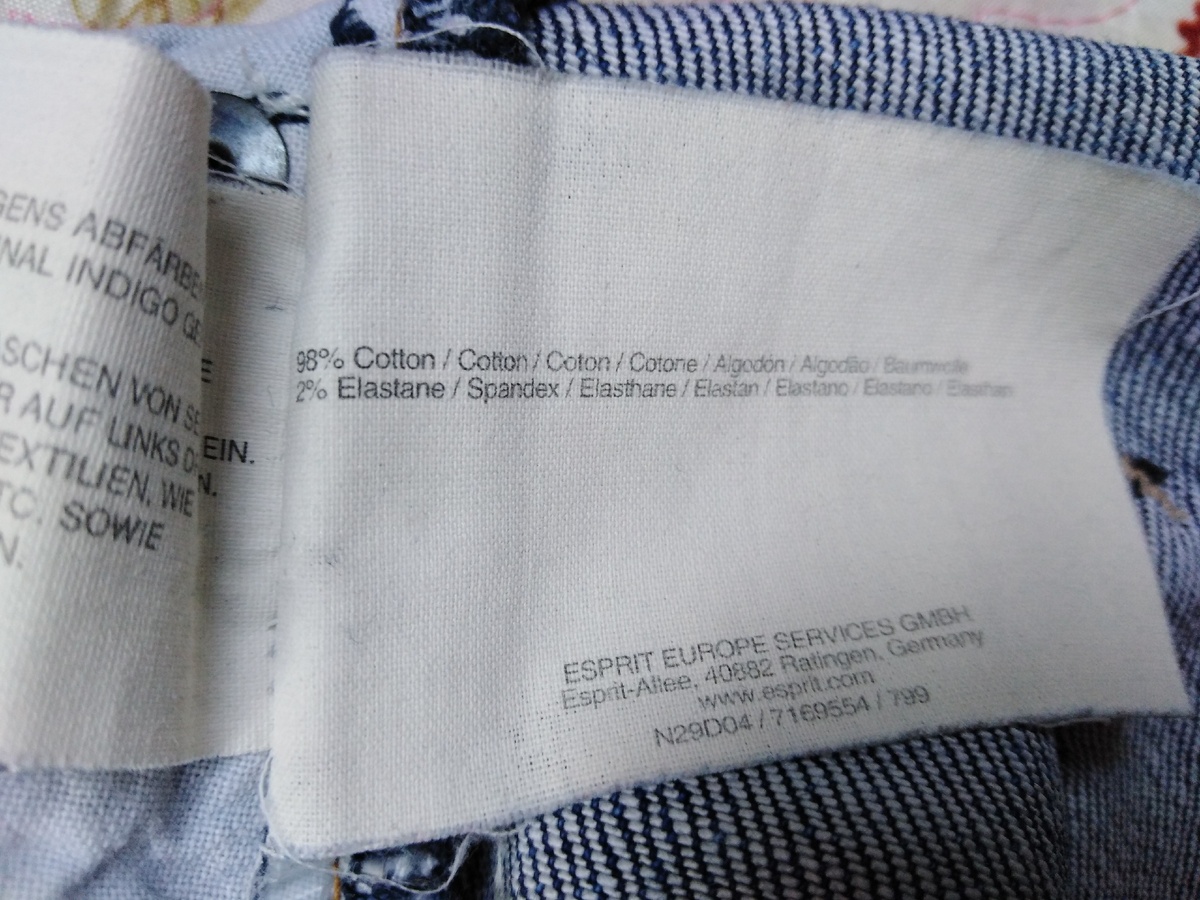 GENS ABFÄRBE
NAL INDIGO GE
SCHEN VON SE
R AUF LINKS D
EXTILIEN, WIE
TC. SOWIE
N.
E
EIN.
N.
98% Cotton / Cotton / Coton / Cotone / Algodón / Algodão / Baumwolle
2% Elastane / Spandex / Elasthane / Elastan / Elastano / Elastano / Elasthan
ESPRIT EUROPE SERVICES GMBH
Esprit-Allee, 40882 Ratingen, Germany
www.esprit.com
N29D04 / 7169554 / 799